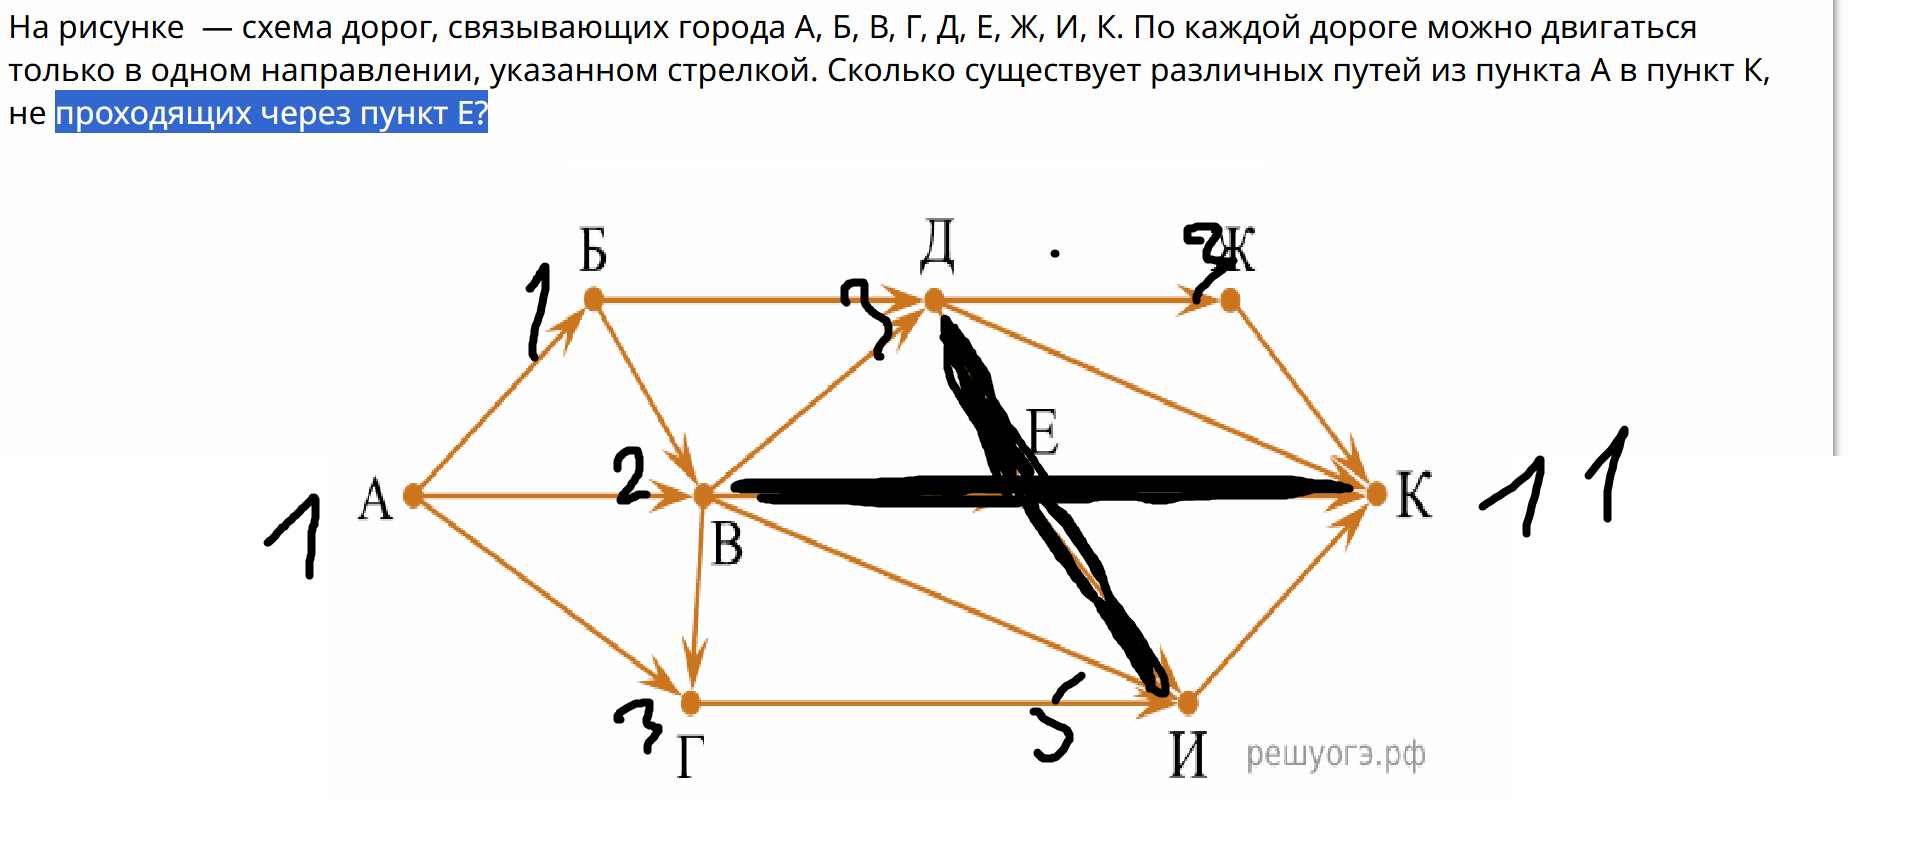 На рисунке — схема дорог, связывающих города А, Б, В, Г, Д, Е, Ж, И, К. По каждой дороге можно двигаться
только в одном направлении, указанном стрелкой. Сколько существует различных путей из пункта А в пункт К,
не проходящих через пункт Е?
Б Д 3 Ж
1 3
Е
1 А 2 В К 11
3 Г 5 И решуогэ.рф